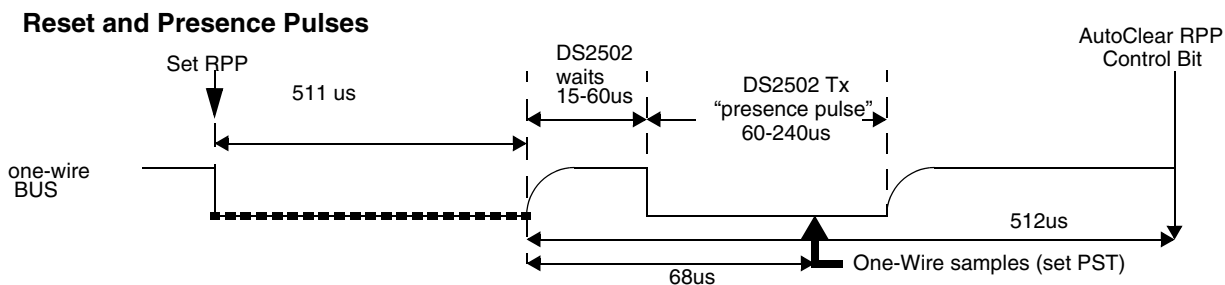 Reset and Presence Pulses
AutoClear RPP
Control Bit
Set RPP
DS2502
waits
15-60us
511 us
DS2502 Tx
“presence pulse”
60-240us
one-wire
BUS
512us
One-Wire samples (set PST)
68us